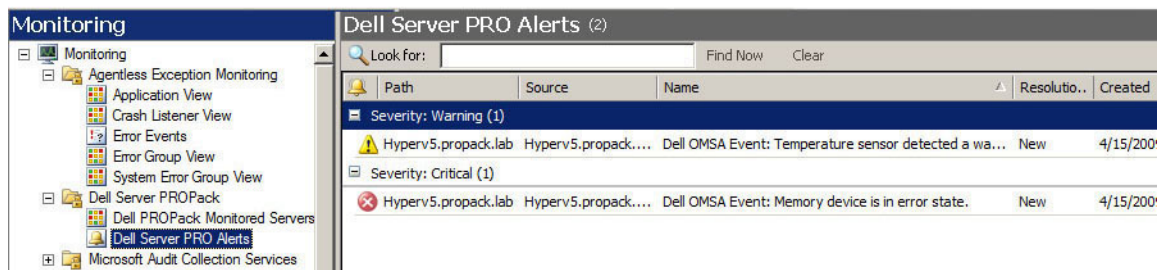 Monitoring
Monitoring
Agentless Exception Monitoring
Application View
Crash Listener View
Error Events
Error Group View
System Error Group View
Dell Server PROPack
Dell PROPack Monitored Servers
Dell Server PRO Alerts
Microsoft Audit Collection Services
Dell Server PRO Alerts (2)
Look for: Find Now Clear
Path Source Name Resolutio.. Created
Severity: Warning (1)
Hyperv5.propack.lab Hyperv5.propack.... Dell OMSA Event: Temperature sensor detected a wa... New 4/15/2009
Severity: Critical (1)
Hyperv5.propack.lab Hyperv5.propack.... Dell OMSA Event: Memory device is in error state. New 4/15/2009